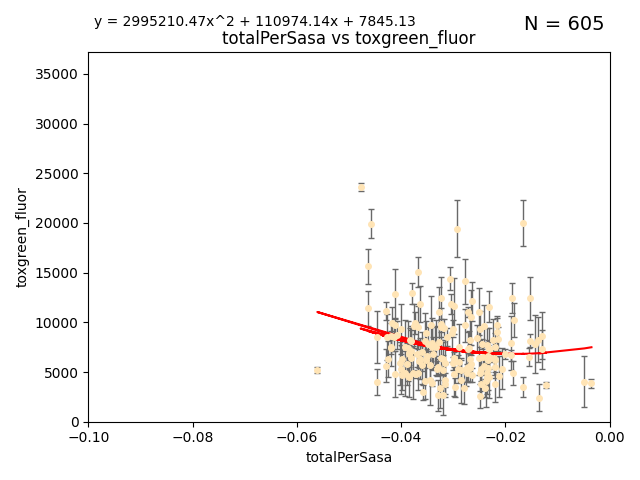 y = 2995210.47x^2 + 110974.14x + 7845.13
N = 605
totalPerSasa vs toxgreen_fluor
35000
30000
25000
20000
15000
10000
5000
0
toxgreen_fluor
−0.10 −0.08 −0.06 −0.04 −0.02 0.00
totalPerSasa